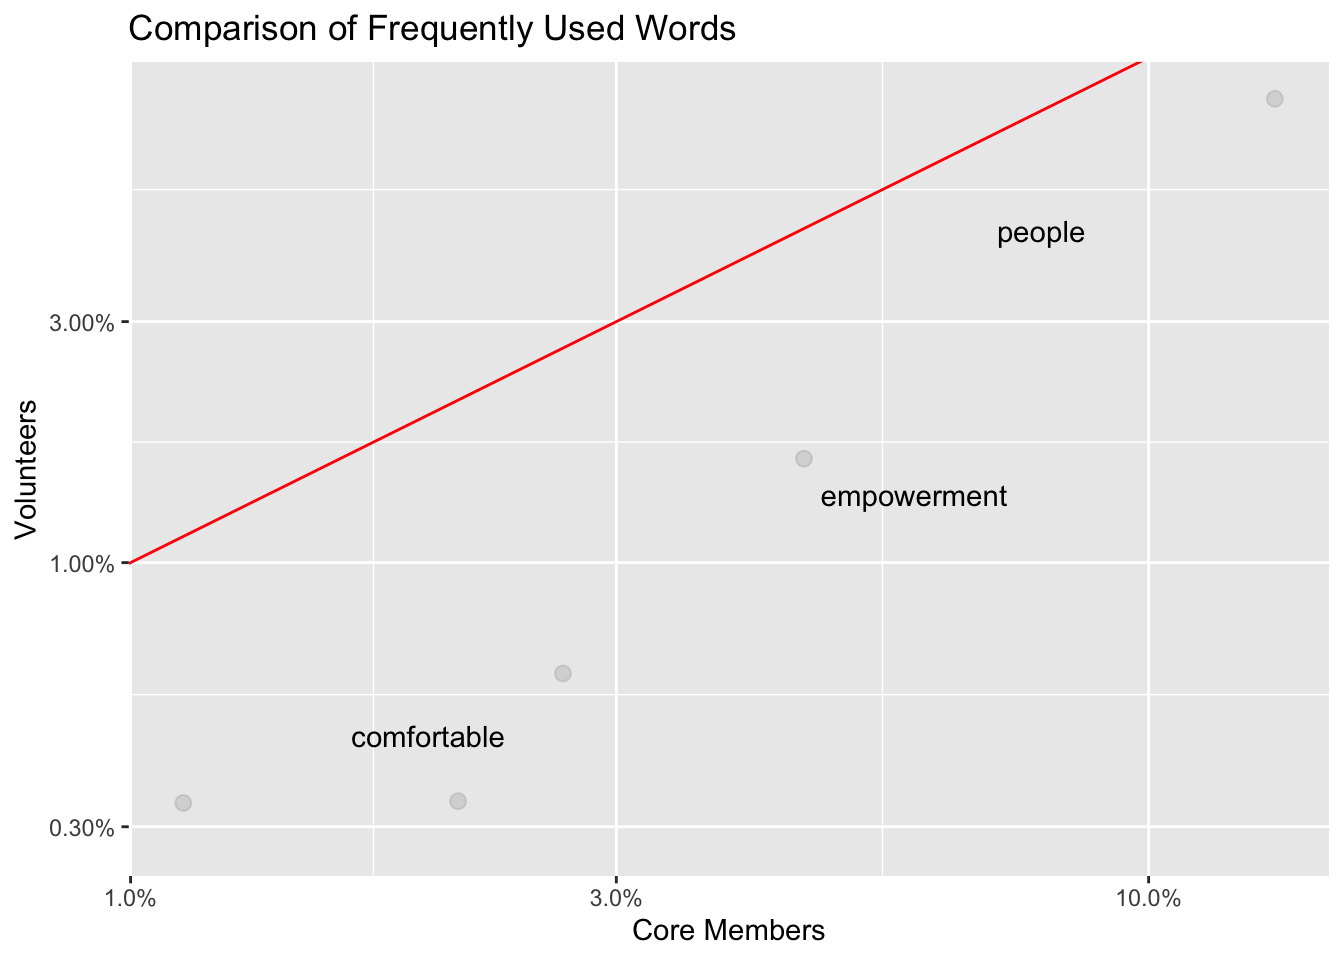 Comparison of Frequently Used Words
people
3.00%
empowerment
1.00%
comfortable
0.30%
1.0% 3.0% 10.0%
Core Members
Volunteers